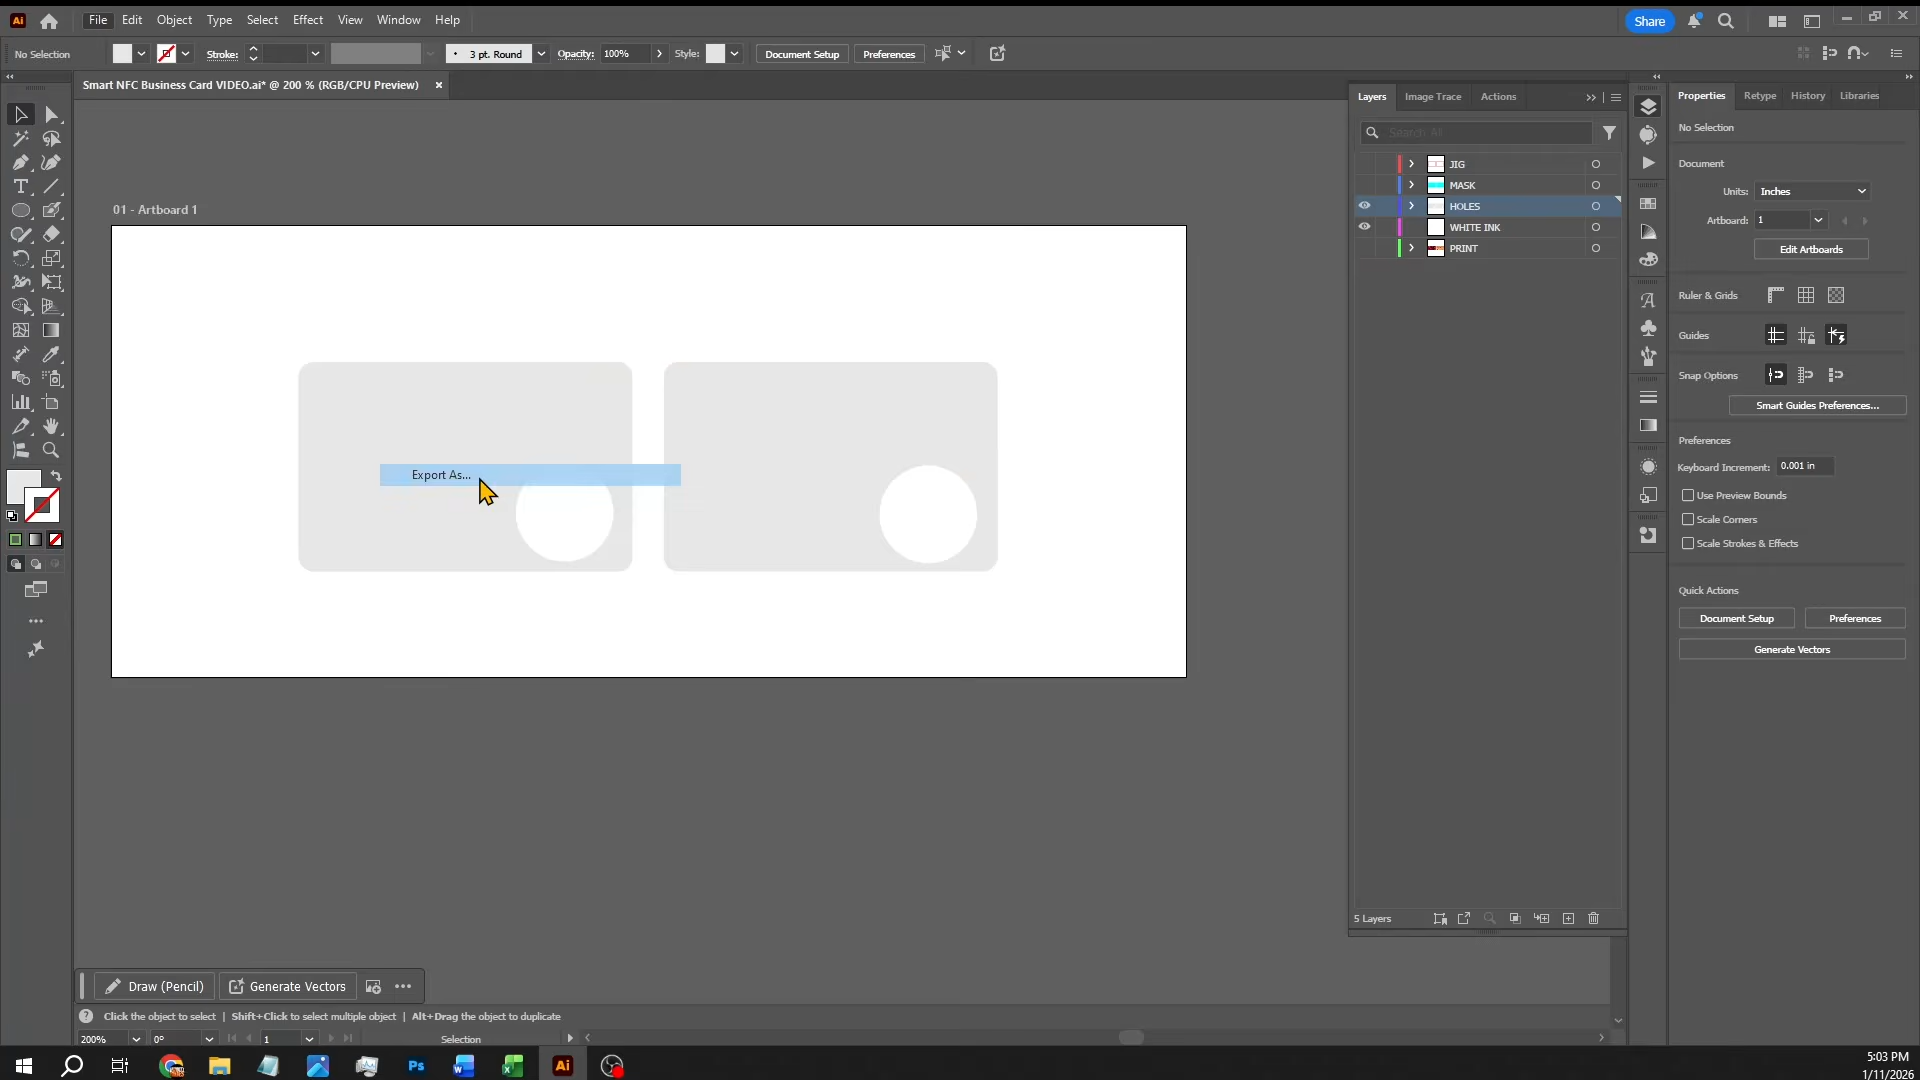 Ai File Edit Object Type Select Effect View Window Help Share
No Selection Stroke: 3 pt. Round Opacity: 100% Style: Document Setup Preferences
Smart NFC Business Card VIDEO.ai* @ 200 % (RGB/CPU Preview) ×
Layers Image Trace Actions
Search All
JIG
MASK
HOLES
WHITE INK
PRINT
5 Layers
Properties Retype History Libraries
No Selection
Document
Units: Inches
Artboard: 1
Edit Artboards
Ruler & Grids
Guides
Snap Options
Smart Guides Preferences...
Preferences
Keyboard Increment: 0.001 in
Use Preview Bounds
Scale Corners
Scale Strokes & Effects
Quick Actions
Document Setup Preferences
Generate Vectors
01 - Artboard 1
Export As...
Draw (Pencil) Generate Vectors
Click the object to select | Shift+Click to select multiple object | Alt+Drag the object to duplicate
200% 0° 1 Selection
Ps Ai
5:03 PM
1/11/2026